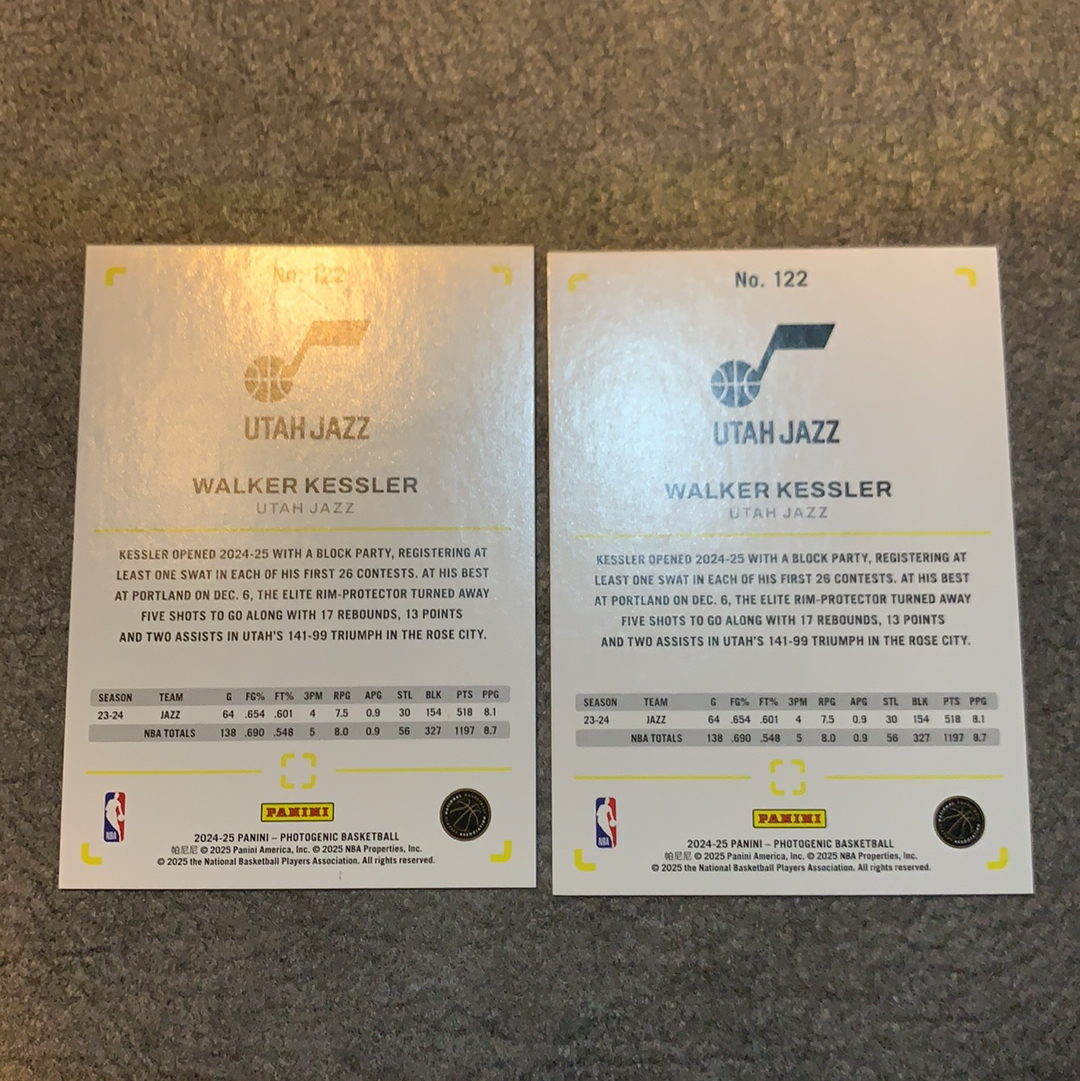 No. 122
UTAH JAZZ
WALKER KESSLER
UTAH JAZZ
KESSLER OPENED 2024-25 WITH A BLOCK PARTY, REGISTERING AT
LEAST ONE SWAT IN EACH OF HIS FIRST 26 CONTESTS. AT HIS BEST
AT PORTLAND ON DEC. 6, THE ELITE RIM-PROTECTOR TURNED AWAY
FIVE SHOTS TO GO ALONG WITH 17 REBOUNDS, 13 POINTS
AND TWO ASSISTS IN UTAH'S 141-99 TRIUMPH IN THE ROSE CITY.
SEASON TEAM G FG% FT% 3PM RPG APG STL BLK PTS PPG
23-24 JAZZ 64 .654 .601 4 7.5 0.9 30 154 518 8.1
NBA TOTALS 138 .690 .548 5 8.0 0.9 56 327 1197 8.7
NBA
PANINI
2024-25 PANINI – PHOTOGENIC BASKETBALL
帕尼尼 © 2025 Panini America, Inc. © 2025 NBA Properties, Inc.
© 2025 the National Basketball Players Association. All rights reserved.
No. 122
UTAH JAZZ
WALKER KESSLER
UTAH JAZZ
KESSLER OPENED 2024-25 WITH A BLOCK PARTY, REGISTERING AT
LEAST ONE SWAT IN EACH OF HIS FIRST 26 CONTESTS. AT HIS BEST
AT PORTLAND ON DEC. 6, THE ELITE RIM-PROTECTOR TURNED AWAY
FIVE SHOTS TO GO ALONG WITH 17 REBOUNDS, 13 POINTS
AND TWO ASSISTS IN UTAH'S 141-99 TRIUMPH IN THE ROSE CITY.
SEASON TEAM G FG% FT% 3PM RPG APG STL BLK PTS PPG
23-24 JAZZ 64 .654 .601 4 7.5 0.9 30 154 518 8.1
NBA TOTALS 138 .690 .548 5 8.0 0.9 56 327 1197 8.7
NBA
PANINI
2024-25 PANINI – PHOTOGENIC BASKETBALL
帕尼尼 © 2025 Panini America, Inc. © 2025 NBA Properties, Inc.
© 2025 the National Basketball Players Association. All rights reserved.